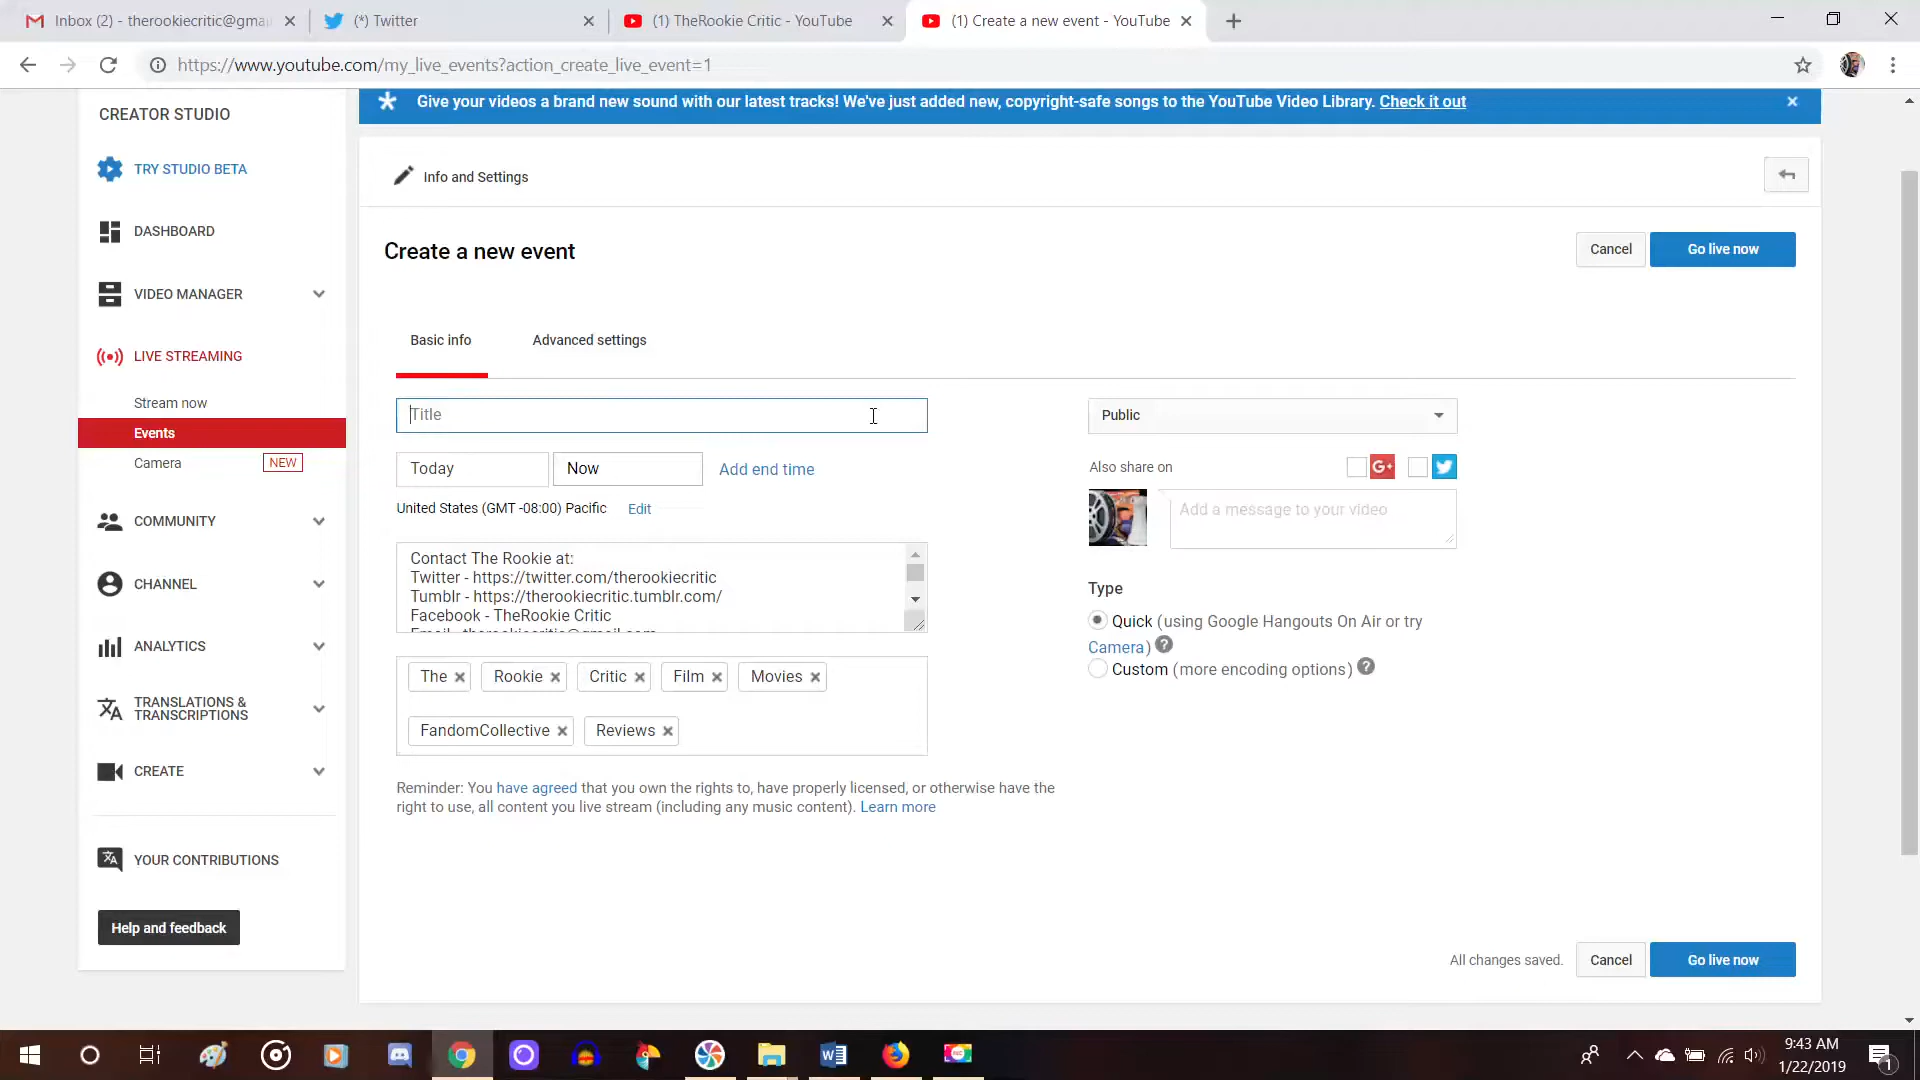 Inbox (2) - therookiecritic@gma
(*) Twitter
(1) TheRookie Critic - YouTube
(1) Create a new event - YouTube
https://www.youtube.com/my_live_events?action_create_live_event=1
CREATOR STUDIO
Give your videos a brand new sound with our latest tracks! We've just added new, copyright-safe songs to the YouTube Video Library. Check it out
TRY STUDIO BETA
Info and Settings
DASHBOARD
Create a new event
Cancel
Go live now
VIDEO MANAGER
Basic info
Advanced settings
LIVE STREAMING
Stream now
Title
Public
Events
Camera
NEW
Today
Now
Add end time
Also share on
G+
United States (GMT -08:00) Pacific
Edit
Add a message to your video
COMMUNITY
Contact The Rookie at:
Twitter - https://twitter.com/therookiecritic
Tumblr - https://therookiecritic.tumblr.com/
Facebook - TheRookie Critic
Email - therookiecritic@gmail.com
CHANNEL
Type
Quick (using Google Hangouts On Air or try
Camera) ?
Custom (more encoding options) ?
ANALYTICS
The
Rookie
Critic
Film
Movies
TRANSLATIONS &
TRANSCRIPTIONS
FandomCollective
Reviews
CREATE
Reminder: You have agreed that you own the rights to, have properly licensed, or otherwise have the
right to use, all content you live stream (including any music content). Learn more
YOUR CONTRIBUTIONS
Help and feedback
All changes saved.
Cancel
Go live now
9:43 AM
1/22/2019
1